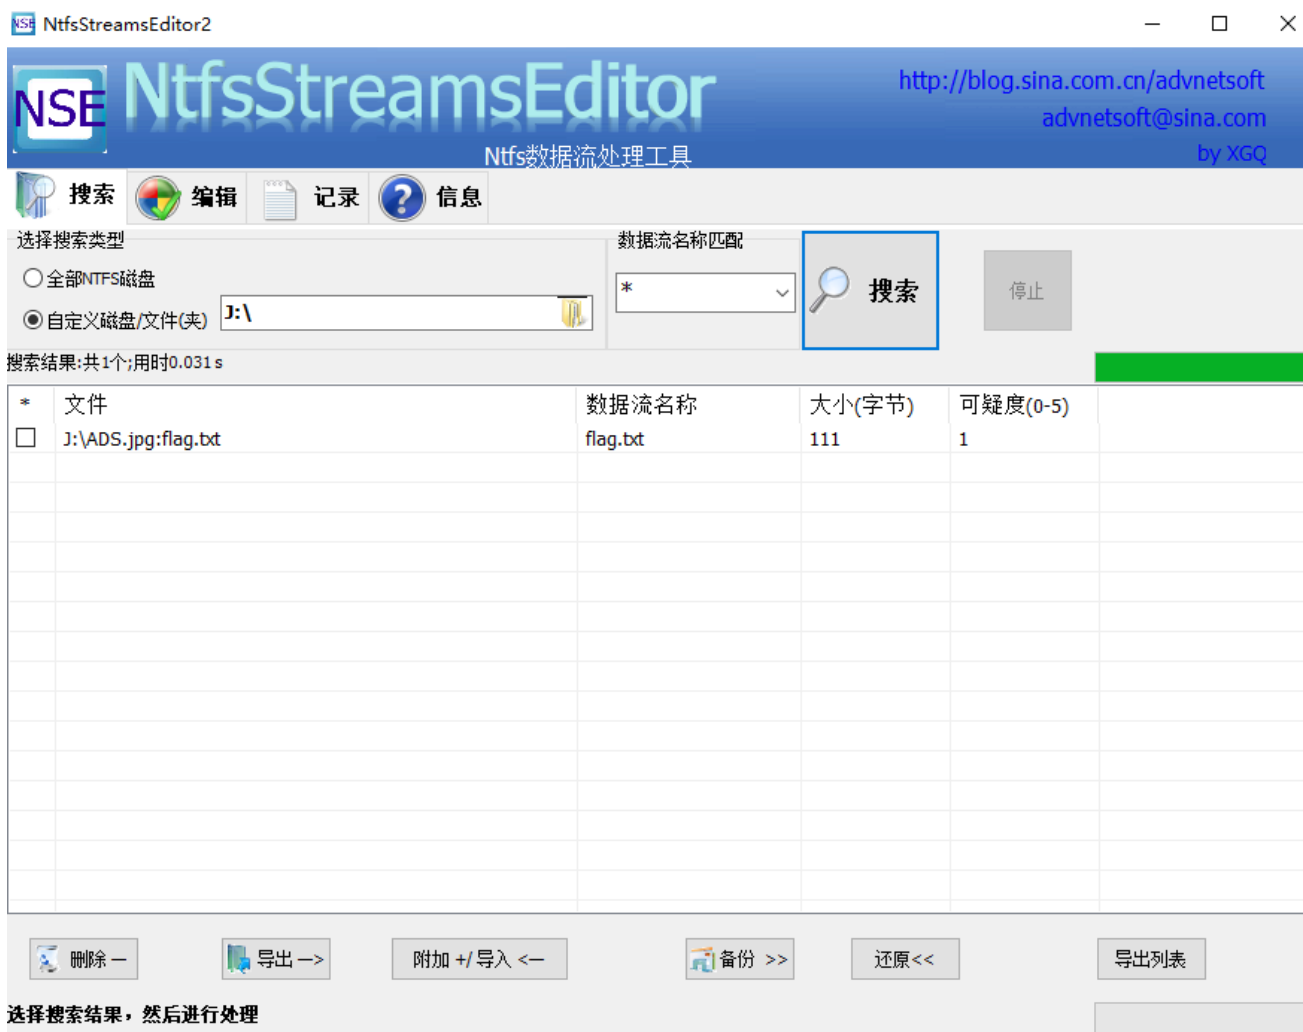 NSE NtfsStreamsEditor2
NSE NtfsStreamsEditor
http://blog.sina.com.cn/advnetsoft
advnetsoft@sina.com
Ntfs数据流处理工具
by XGQ
搜索 编辑 记录 信息
选择搜索类型 数据流名称匹配
全部NTFS磁盘
* 搜索 停止
自定义磁盘/文件(夹) J:\
搜索结果:共1个;用时0.031s
* 文件 数据流名称 大小(字节) 可疑度(0-5)
J:\ADS.jpg:flag.txt flag.txt 111 1
删除 — 导出 —> 附加 +/导入 <— 备份 >> 还原<< 导出列表
选择搜索结果，然后进行处理